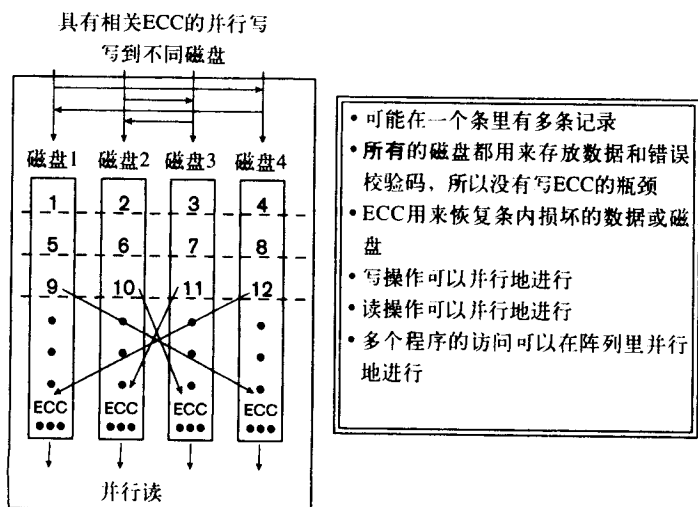 具有相关ECC的并行写
写到不同磁盘
磁盘1 磁盘2 磁盘3 磁盘4
1 2 3 4
5 6 7 8
9 10 11 12
ECC ECC ECC ECC
并行读
• 可能在一个条里有多条记录
• 所有的磁盘都用来存放数据和错误
校验码，所以没有写ECC的瓶颈
• ECC用来恢复条内损坏的数据或磁
盘
• 写操作可以并行地进行
• 读操作可以并行地进行
• 多个程序的访问可以在阵列里并行
地进行